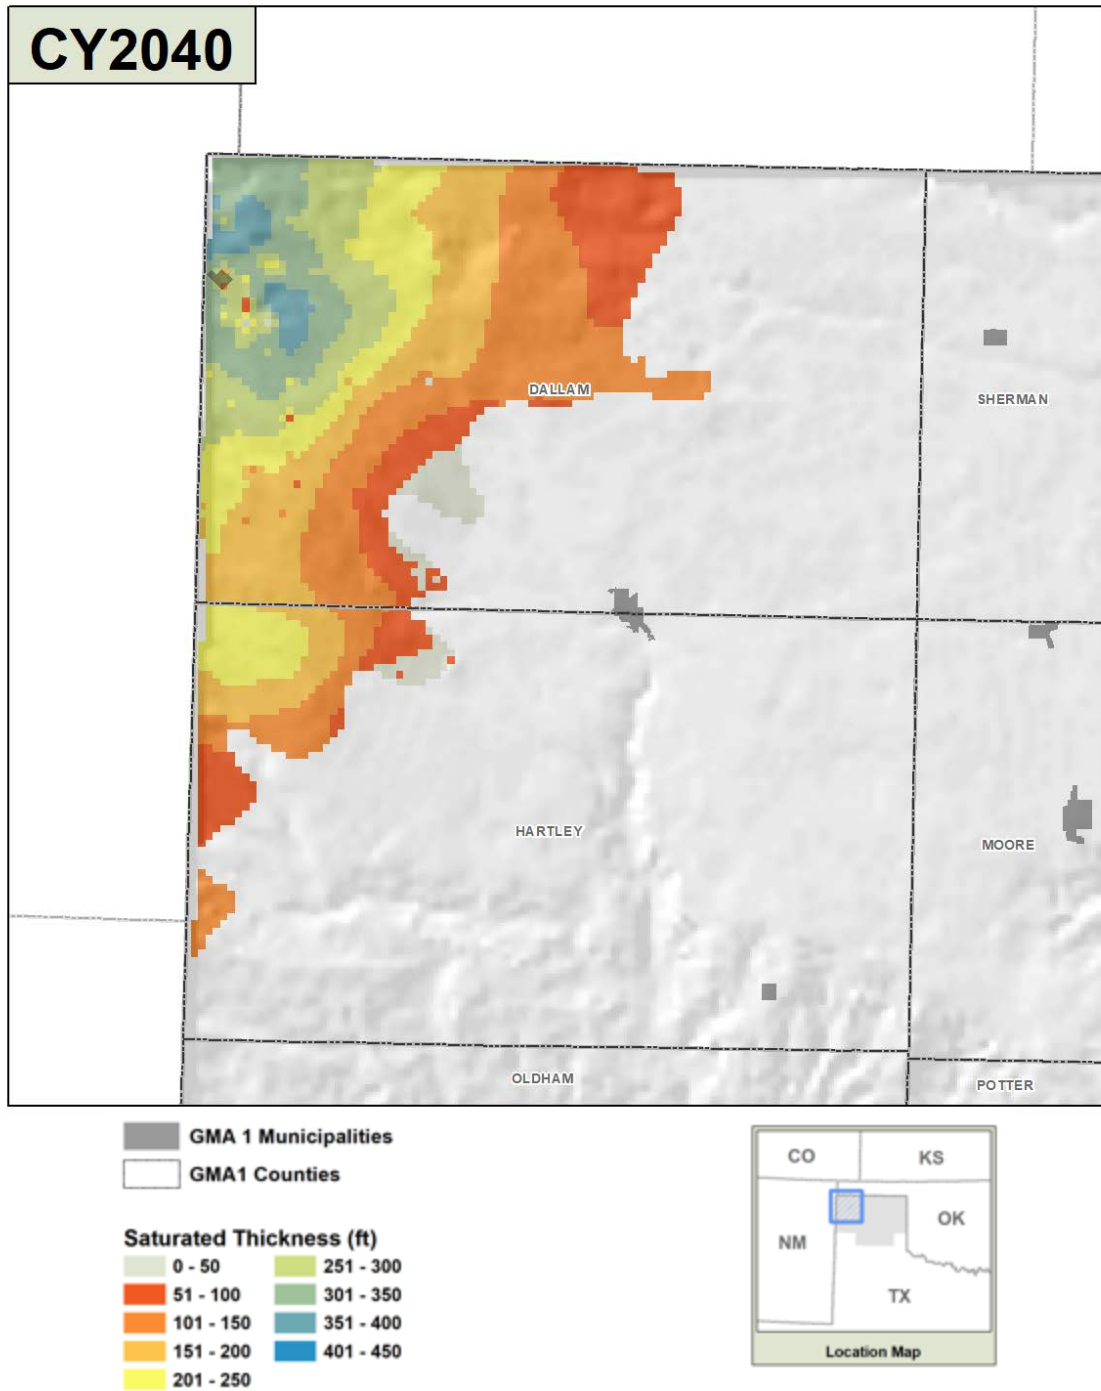 CY2040
DALLAM
SHERMAN
HARTLEY
MOORE
OLDHAM
POTTER
GMA 1 Municipalities
GMA1 Counties
Saturated Thickness (ft)
0 - 50
51 - 100
101 - 150
151 - 200
201 - 250
251 - 300
301 - 350
351 - 400
401 - 450
CO
KS
NM
OK
TX
Location Map